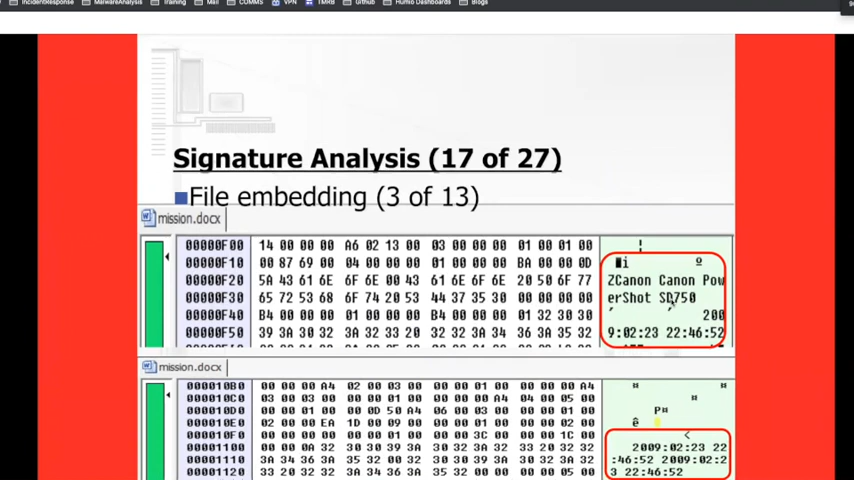 IncidentResponse MalwareAnalysis Training Mail COMMS VPN TMRB Github Humio Dashboards Blogs
Signature Analysis (17 of 27)
File embedding (3 of 13)
mission.docx
00000F00 14 00 00 00 A6 02 13 00 03 00 00 00 01 00 01 00 ¦
00000F10 00 87 69 00 04 00 00 00 01 00 00 00 BA 00 00 0D i º
00000F20 5A 43 61 6E 6F 6E 00 43 61 6E 6F 6E 20 50 6F 77 ZCanon Canon Pow
00000F30 65 72 53 68 6F 74 20 53 44 37 35 30 00 00 00 00 erShot SD750
00000F40 B4 00 00 00 01 00 00 00 B4 00 00 00 01 32 30 30 ´ ´ 200
00000F50 39 3A 30 32 3A 32 33 20 32 32 3A 34 36 3A 35 32 9:02:23 22:46:52
mission.docx
000010B0 00 00 00 A4 02 00 03 00 00 00 01 00 00 00 00 A4 ¤ ¤
000010C0 03 00 03 00 00 00 01 00 00 00 00 A4 04 00 05 00 ¤
000010D0 00 00 01 00 00 0D 50 A4 06 00 03 00 00 00 01 00 P¤
000010E0 02 00 00 EA 1D 00 09 00 00 00 01 00 00 00 02 00 ê
000010F0 00 00 00 00 00 01 00 00 00 3C 00 00 00 1C 00 <
00001100 00 00 0A 32 30 30 39 3A 30 32 3A 32 33 20 32 32 2009:02:23 22
00001110 3A 34 36 3A 35 32 00 32 30 30 39 3A 30 32 3A 32 :46:52 2009:02:2
00001120 33 20 32 32 3A 34 36 3A 35 32 00 00 00 00 05 00 3 22:46:52